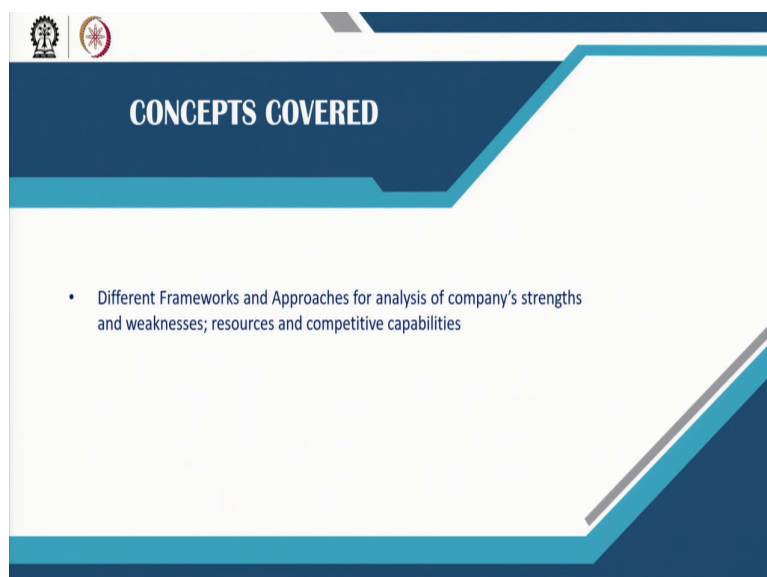 CONCEPTS COVERED
• Different Frameworks and Approaches for analysis of company's strengths
and weaknesses; resources and competitive capabilities